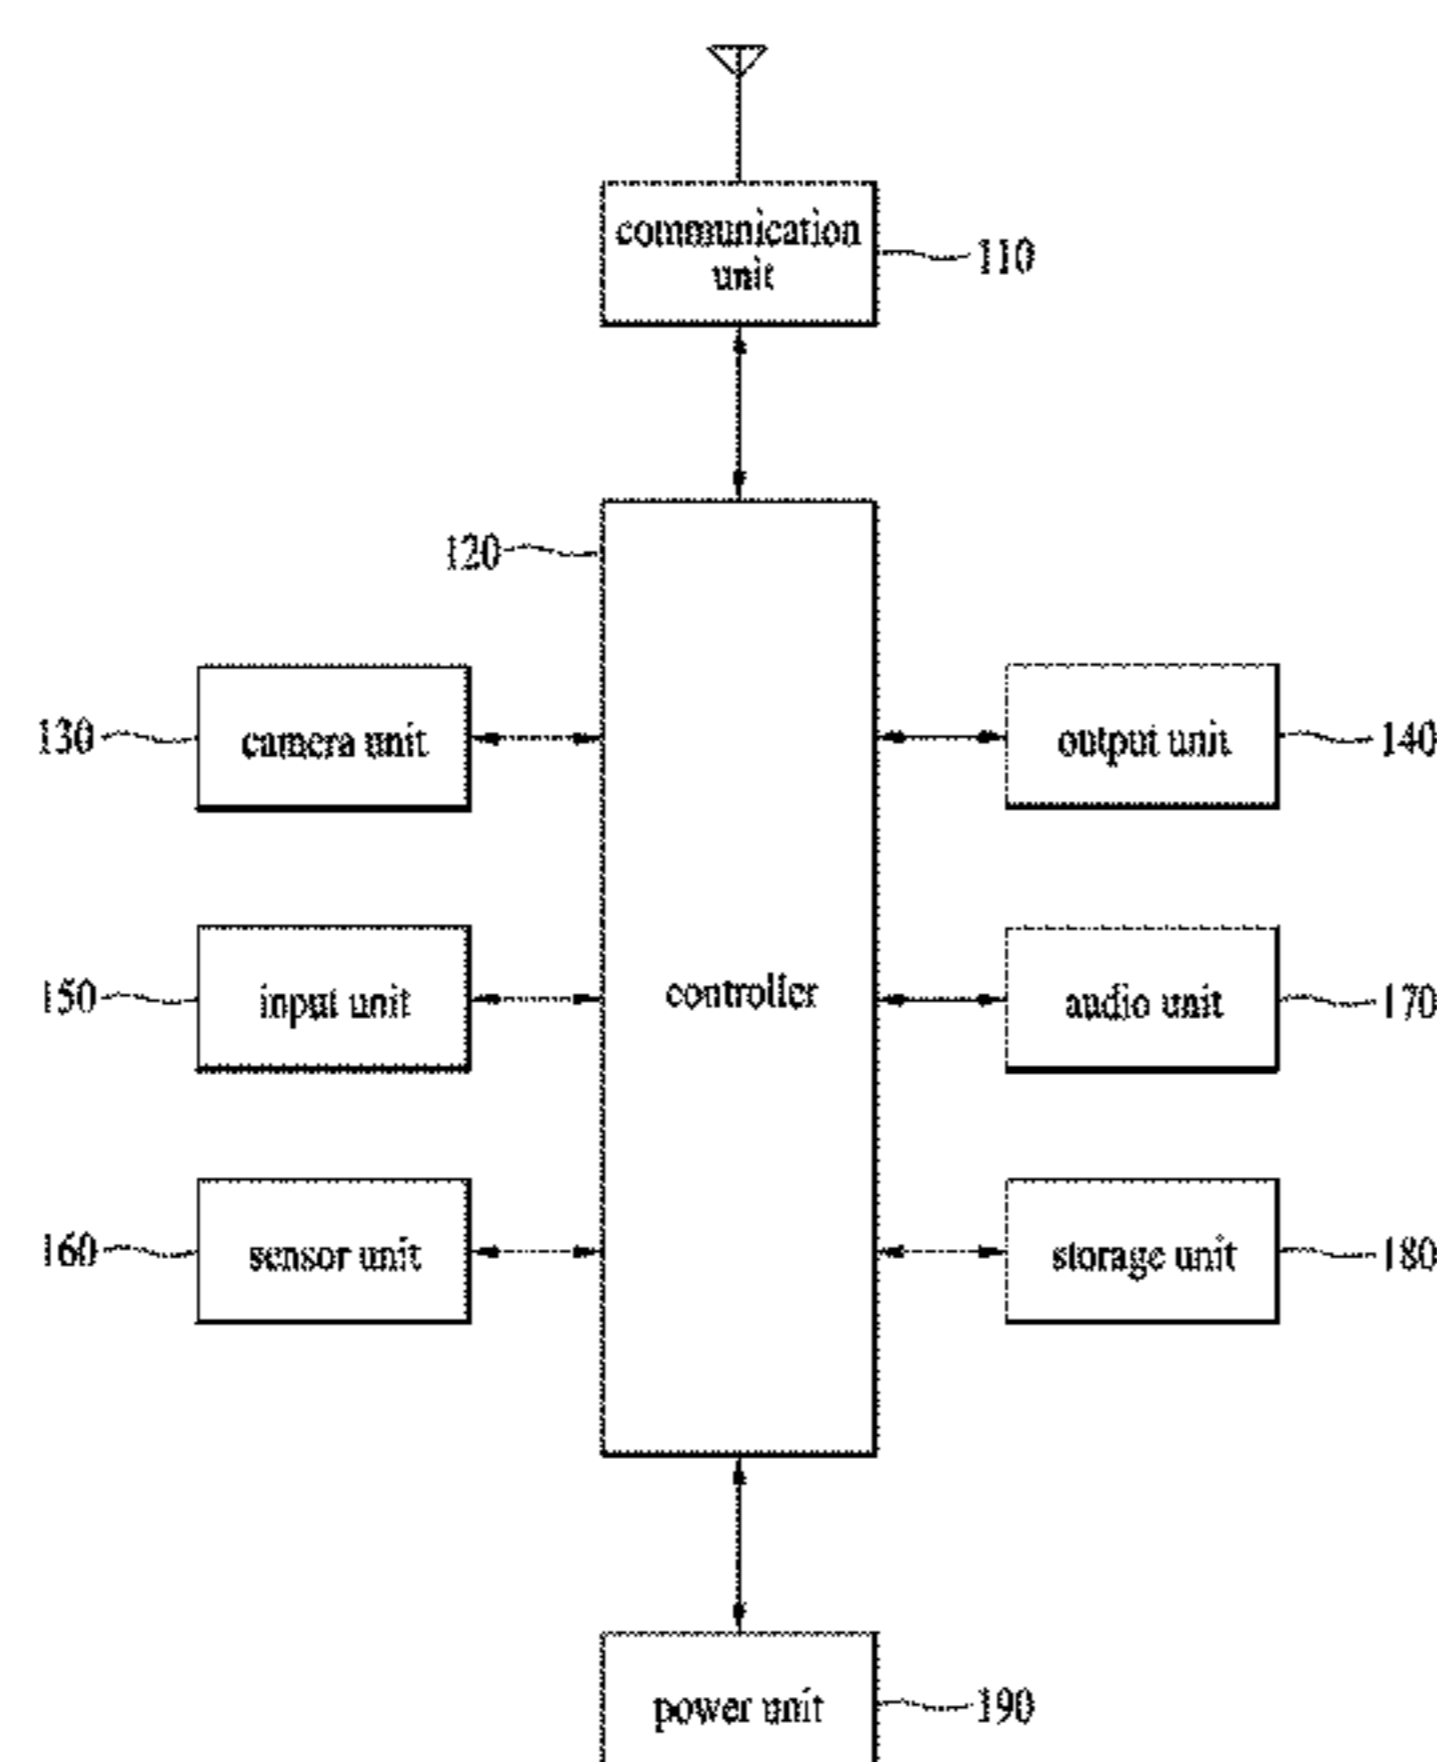 communication
unit
110
120
130
camera unit
output unit
140
150
input unit
controller
audio unit
170
160
sensor unit
storage unit
180
power unit
190